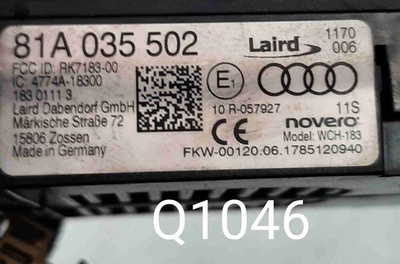 81A 035 502
Laird
1170
006
FCC ID: RK7183-00
IC: 4774A-18300
183 0111 3
Laird Dabendorf GmbH
Märkische Straße 72
15806 Zossen
Made in Germany
E1
10 R-057927
11S
CE
novero
Model: WCH-183
FKW-00120.06.1785120940
Q1046